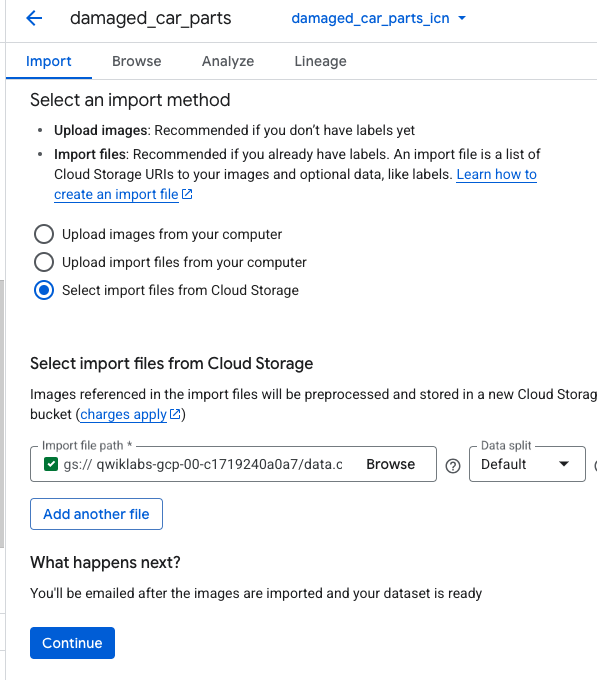 damaged_car_parts damaged_car_parts_icn
Import Browse Analyze Lineage
Select an import method
• Upload images: Recommended if you don't have labels yet
• Import files: Recommended if you already have labels. An import file is a list of
Cloud Storage URIs to your images and optional data, like labels. Learn how to
create an import file
Upload images from your computer
Upload import files from your computer
Select import files from Cloud Storage
Select import files from Cloud Storage
Images referenced in the import files will be preprocessed and stored in a new Cloud Storag
bucket (charges apply)
Import file path * Data split
gs:// qwiklabs-gcp-00-c1719240a0a7/data.c Browse Default
Add another file
What happens next?
You'll be emailed after the images are imported and your dataset is ready
Continue